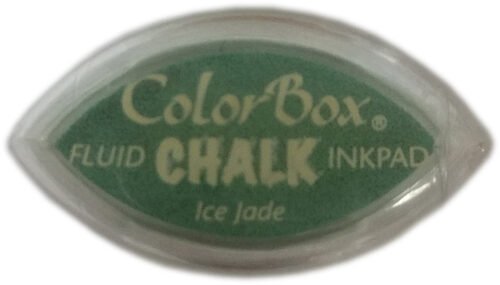 ColorBox®
FLUID CHALK INKPAD
Ice Jade